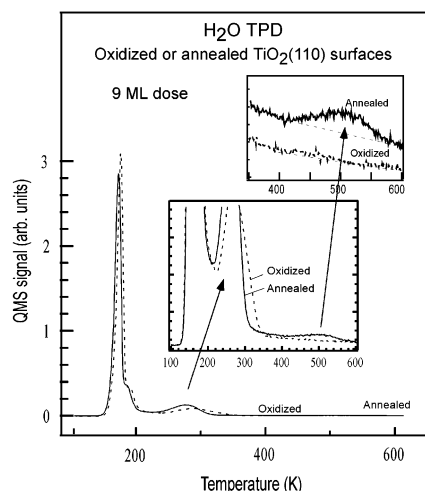 H2O TPD
Oxidized or annealed TiO2(110) surfaces
9 ML dose
Annealed
Oxidized
400 450 500 550 600
3
2
1
0
QMS signal (arb. units)
Oxidized
Annealed
100 200 300 400 500 600
Oxidized
Annealed
200 400 600
Temperature (K)